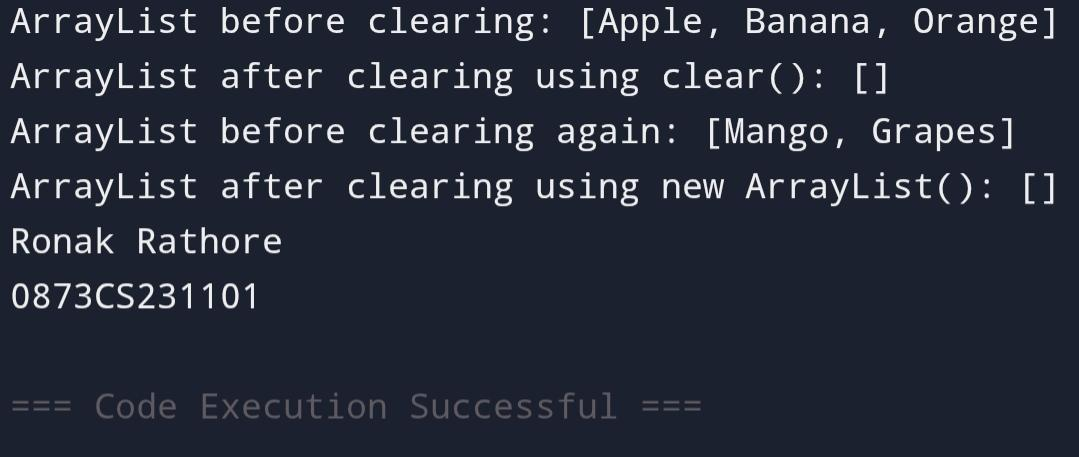 ArrayList before clearing: [Apple, Banana, Orange]
ArrayList after clearing using clear(): []
ArrayList before clearing again: [Mango, Grapes]
ArrayList after clearing using new ArrayList(): []
Ronak Rathore
0873CS231101
=== Code Execution Successful ===